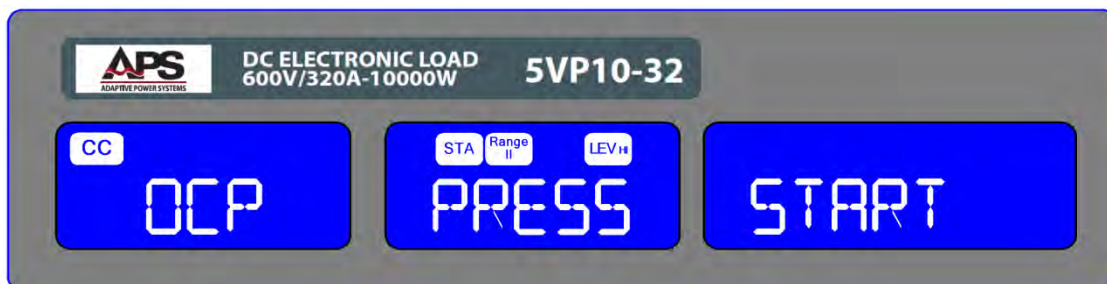 APS
ADAPTIVE POWER SYSTEMS
DC ELECTRONIC LOAD
600V/320A-10000W
5VP10-32
CC
OCP
STA
Range
II
LEV HI
PRESS
START